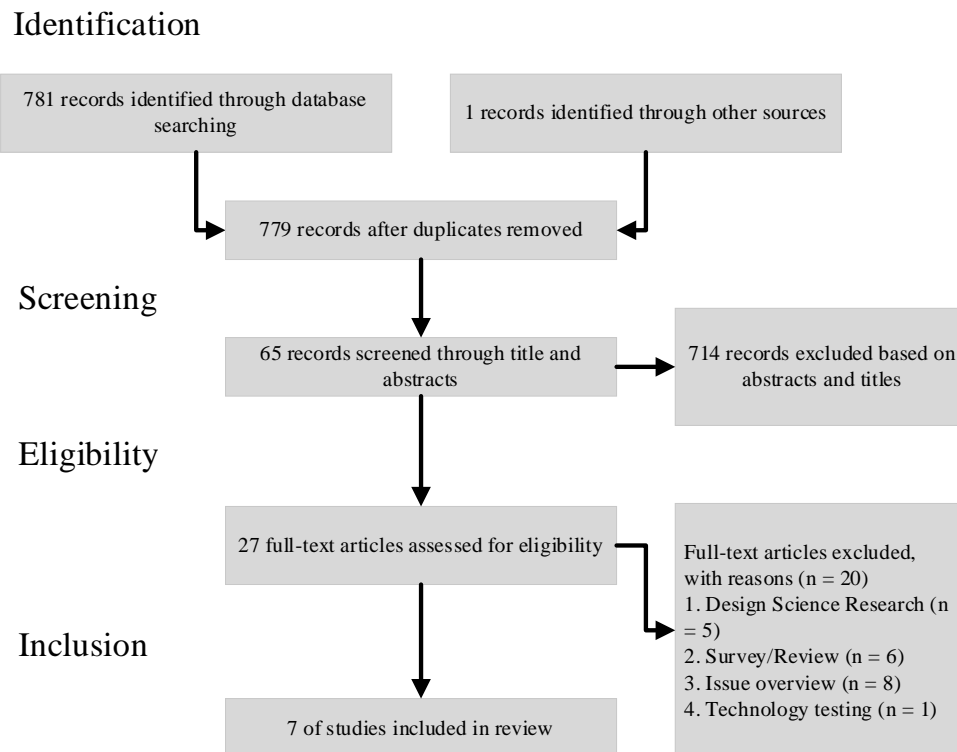 Identification
781 records identified through database
searching
1 records identified through other sources
779 records after duplicates removed
Screening
65 records screened through title and
abstracts
714 records excluded based on
abstracts and titles
Eligibility
27 full-text articles assessed for eligibility
Full-text articles excluded,
with reasons (n = 20)
1. Design Science Research (n
= 5)
2. Survey/Review (n = 6)
3. Issue overview (n = 8)
4. Technology testing (n = 1)
Inclusion
7 of studies included in review